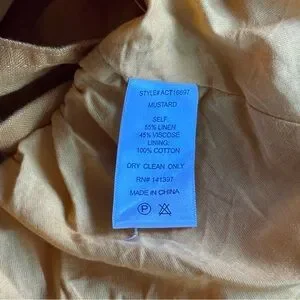 STYLE# ACT16697
MUSTARD
SELF:
55% LINEN
45% VISCOSE
LINING:
100% COTTON
DRY CLEAN ONLY
RN# 141397
MADE IN CHINA
P